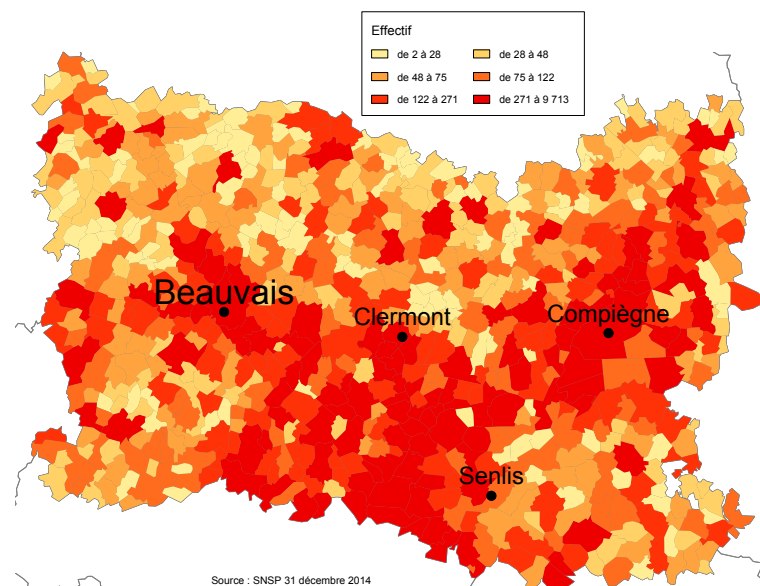 Effectif
de 2 à 28
de 28 à 48
de 48 à 75
de 75 à 122
de 122 à 271
de 271 à 9 713
Beauvais
Clermont
Compiègne
Senlis
Source : SNSP 31 décembre 2014